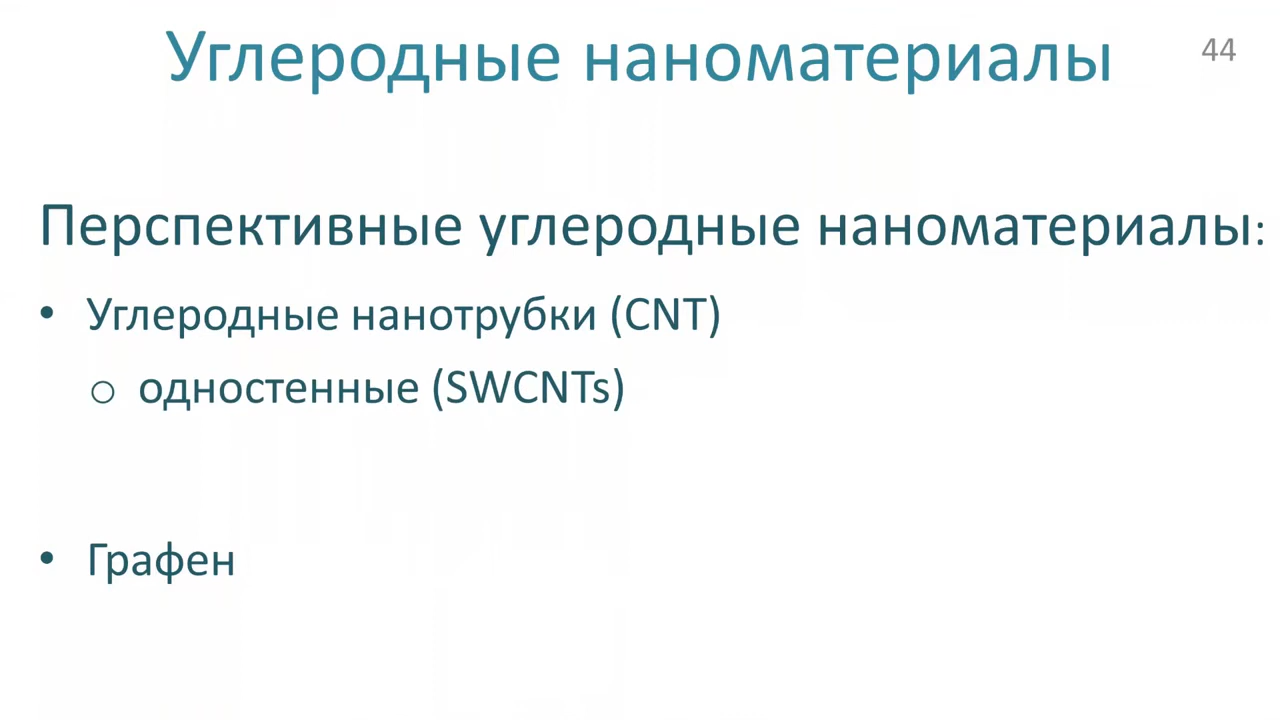 Углеродные наноматериалы
44
Перспективные углеродные наноматериалы:
• Углеродные нанотрубки (CNT)
o одностенные (SWCNTs)
• Графен